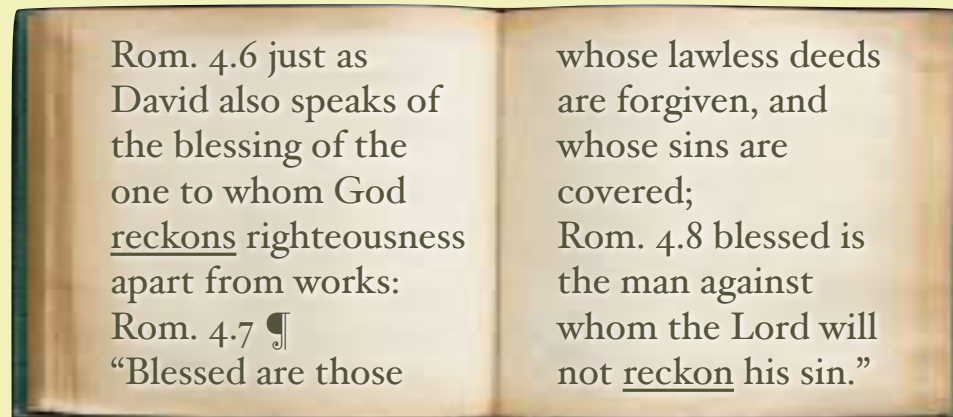 Rom. 4.6 just as
David also speaks of
the blessing of the
one to whom God
reckons righteousness
apart from works:
Rom. 4.7 ¶
“Blessed are those
whose lawless deeds
are forgiven, and
whose sins are
covered;
Rom. 4.8 blessed is
the man against
whom the Lord will
not reckon his sin.”